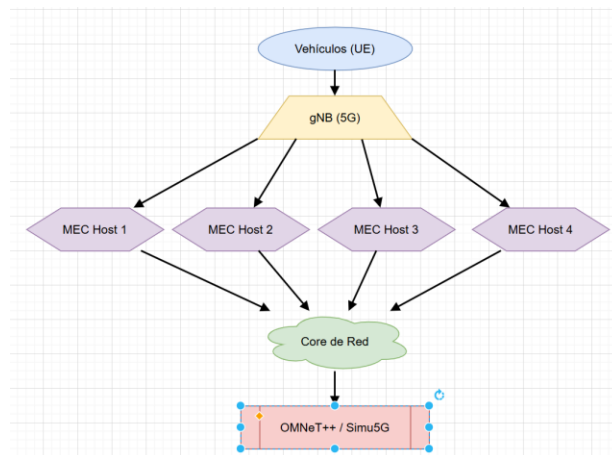 Vehículos (UE)
gNB (5G)
MEC Host 1
MEC Host 2
MEC Host 3
MEC Host 4
Core de Red
OMNeT++ / Simu5G